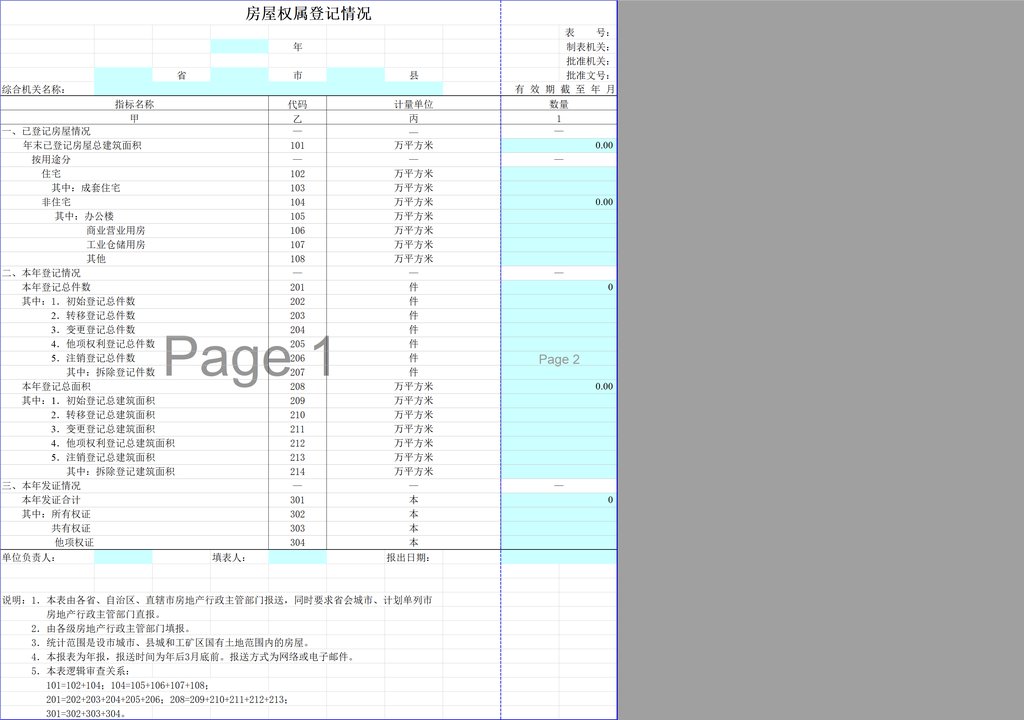 房屋权属登记情况
表 号:
年 制表机关:
批准机关:
省 市 县 批准文号:
综合机关名称: 有 效 期 截 至 年 月
指标名称 代码 计量单位 数量
甲 乙 丙 1
一、已登记房屋情况 — — —
年末已登记房屋总建筑面积 101 万平方米 0.00
按用途分 — — —
住宅 102 万平方米
其中: 成套住宅 103 万平方米
非住宅 104 万平方米 0.00
其中: 办公楼 105 万平方米
商业营业用房 106 万平方米
工业仓储用房 107 万平方米
其他 108 万平方米
二、本年登记情况 — — —
本年登记总件数 201 件 0
其中: 1. 初始登记总件数 202 件
2. 转移登记总件数 203 件
3. 变更登记总件数 204 件
4. 他项权利登记总件数 205 件
5. 注销登记总件数 206 件
其中: 拆除登记件数 207 件
Page 1 Page 2
本年登记总面积 208 万平方米 0.00
其中: 1. 初始登记总建筑面积 209 万平方米
2. 转移登记总建筑面积 210 万平方米
3. 变更登记总建筑面积 211 万平方米
4. 他项权利登记总建筑面积 212 万平方米
5. 注销登记总建筑面积 213 万平方米
其中: 拆除登记建筑面积 214 万平方米
三、本年发证情况 — — —
本年发证合计 301 本 0
其中: 所有权证 302 本
共有权证 303 本
他项权证 304 本
单位负责人: 填表人: 报出日期:
说明: 1. 本表由各省、自治区、直辖市房地产行政主管部门报送, 同时要求省会城市、计划单列市
房地产行政主管部门直报。
2. 由各级房地产行政主管部门填报。
3. 统计范围是设市城市、县城和工矿区国有土地范围内的房屋。
4. 本报表为年报, 报送时间为年后3月底前。报送方式为网络或电子邮件。
5. 本表逻辑审查关系:
101=102+104; 104=105+106+107+108;
201=202+203+204+205+206; 208=209+210+211+212+213;
301=302+303+304。